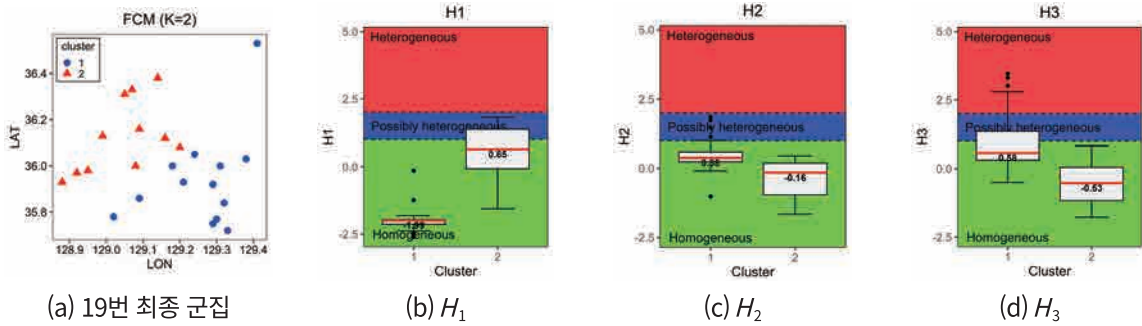 FCM (K=2)
cluster
1
2
36.4
36.2
36.0
35.8
LAT
128.9 129.0 129.1 129.2 129.3 129.4
LON
(a) 19번 최종 군집
H1
Heterogeneous
Possibly heterogeneous
Homogeneous
5.0
2.5
0.0
-2.5
H1
0.65
1 2
Cluster
(b) H₁
H2
Heterogeneous
Possibly heterogeneous
Homogeneous
5.0
2.5
0.0
-2.5
H2
-0.16
1 2
Cluster
(c) H₂
H3
Heterogeneous
Possibly heterogeneous
Homogeneous
5.0
2.5
0.0
-2.5
H3
0.58
-0.53
1 2
Cluster
(d) H₃